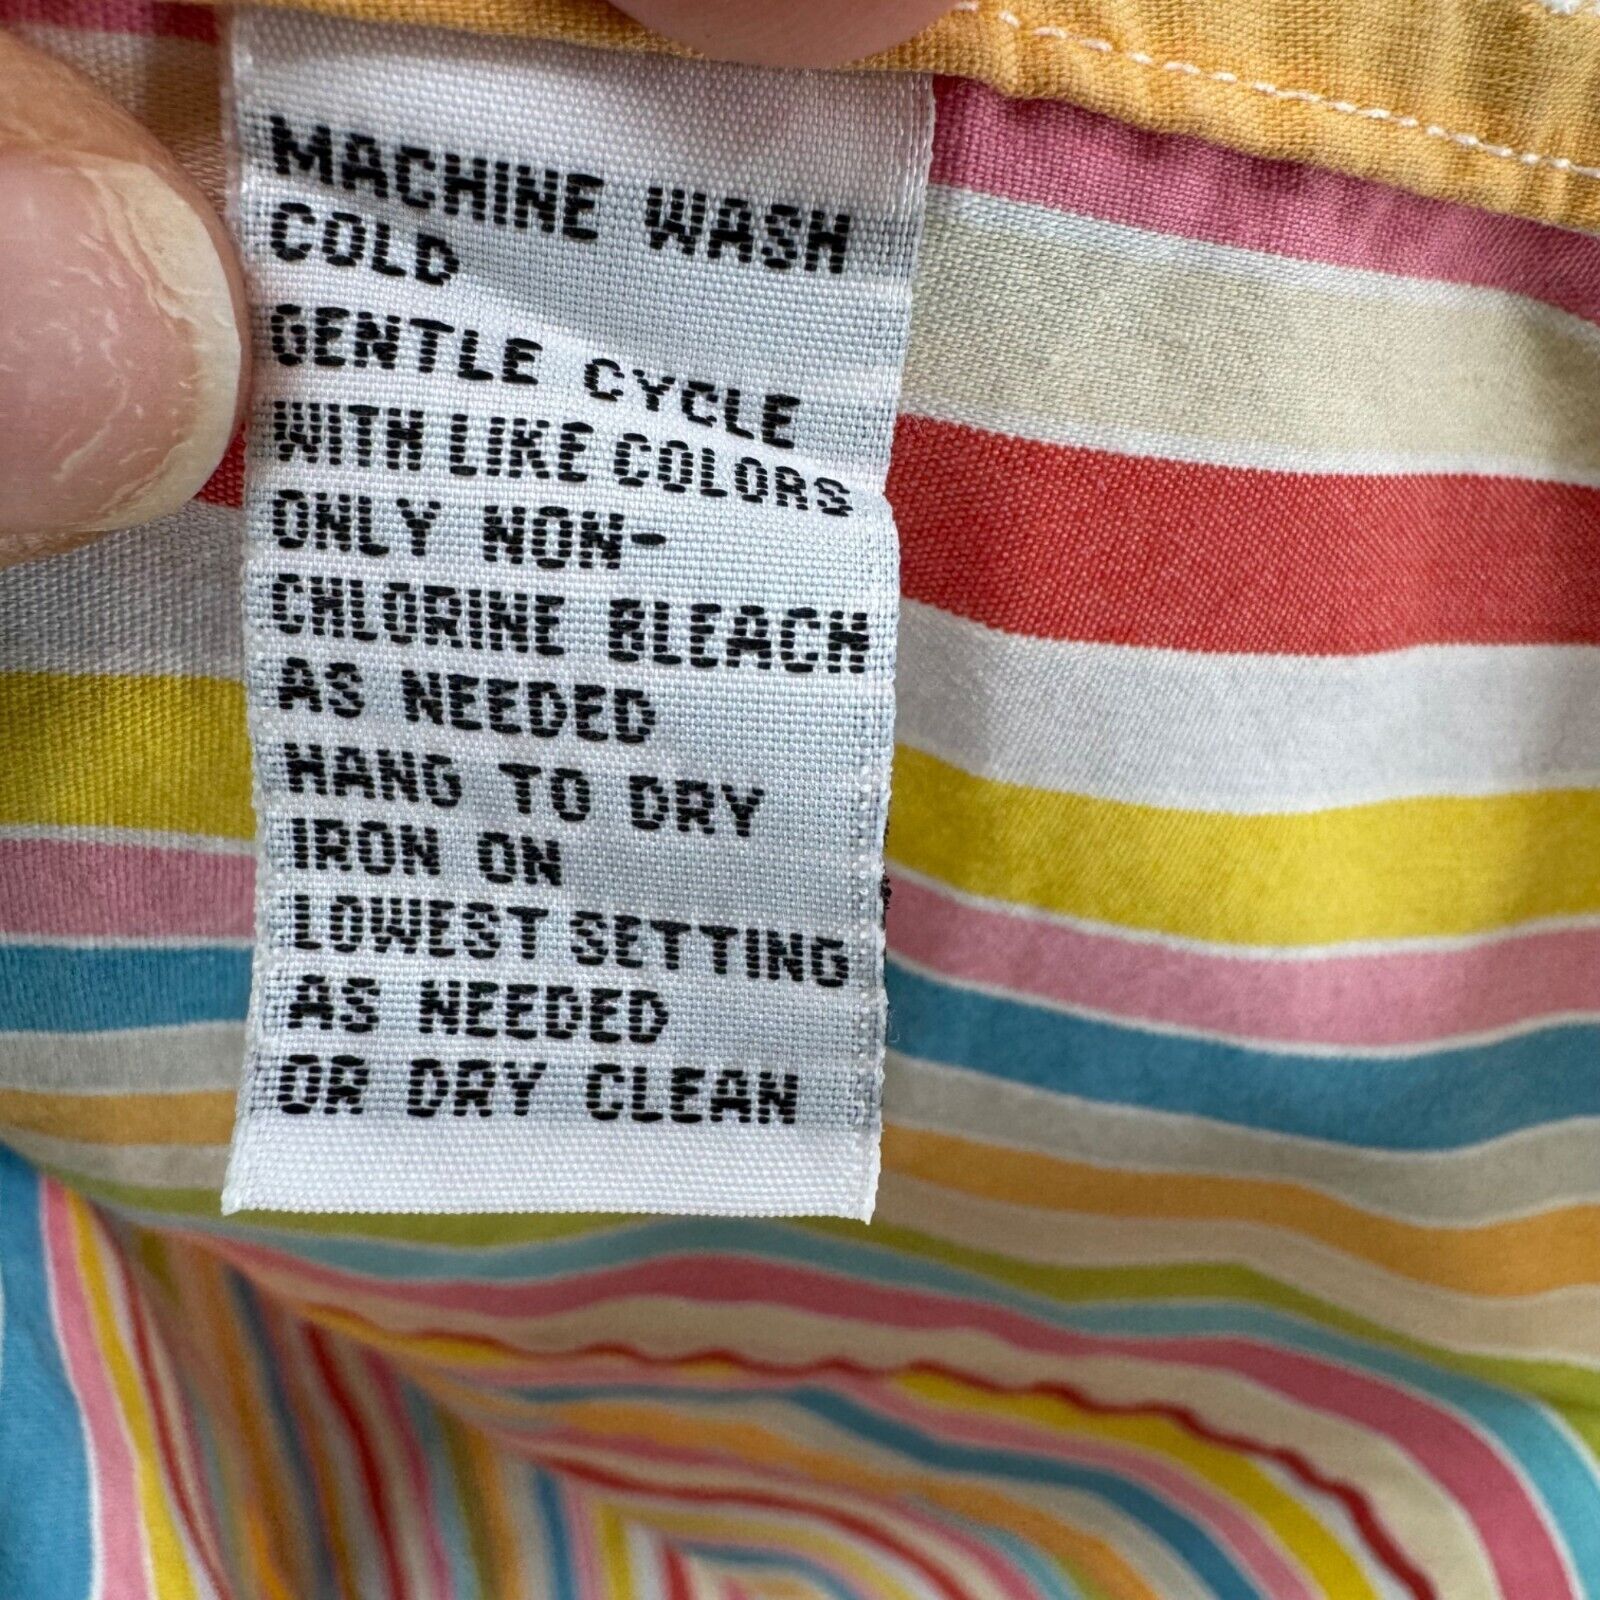 MACHINE WASH
COLD
GENTLE CYCLE
WITH LIKE COLORS
ONLY NON-
CHLORINE BLEACH
AS NEEDED
HANG TO DRY
IRON ON
LOWEST SETTING
AS NEEDED
OR DRY CLEAN